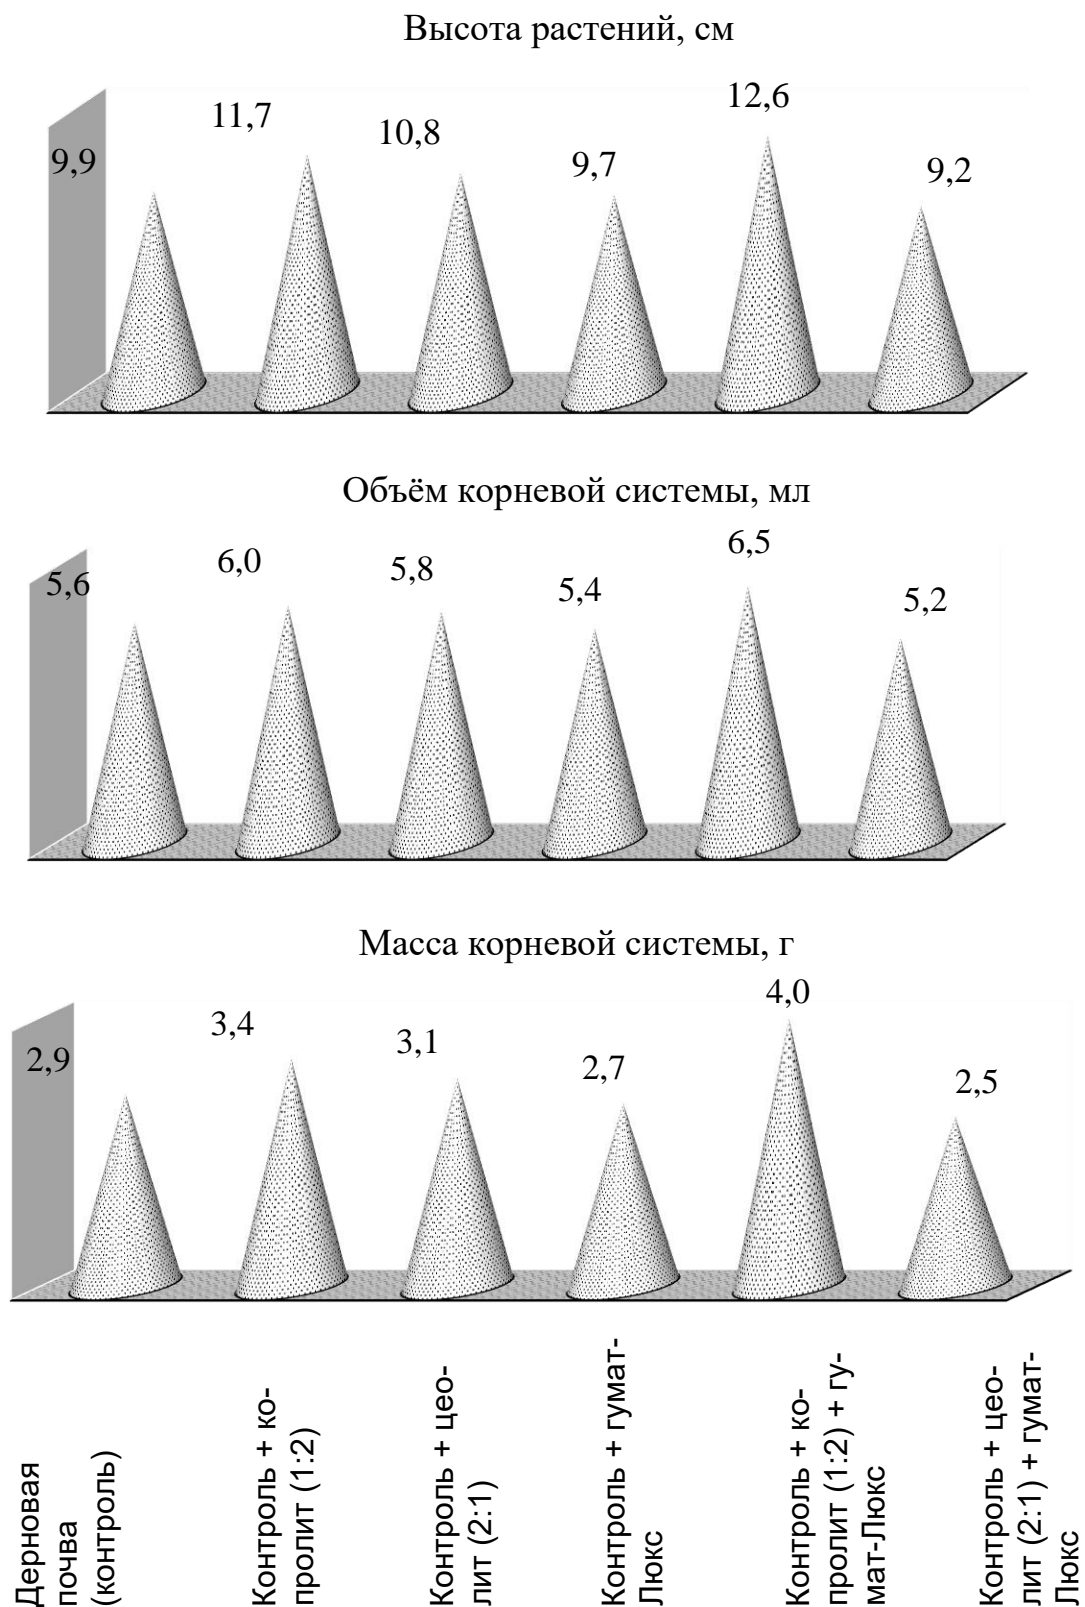 Высота растений, см
9,9
11,7
10,8
9,7
12,6
9,2
Объём корневой системы, мл
5,6
6,0
5,8
5,4
6,5
5,2
Масса корневой системы, г
2,9
3,4
3,1
2,7
4,0
2,5
Дерновая
почва
(контроль)
Контроль + ко-
пролит (1:2)
Контроль + цео-
лит (2:1)
Контроль + гумат-
Люкс
Контроль + ко-
пролит (1:2) + гу-
мат-Люкс
Контроль + цео-
лит (2:1) + гумат-
Люкс